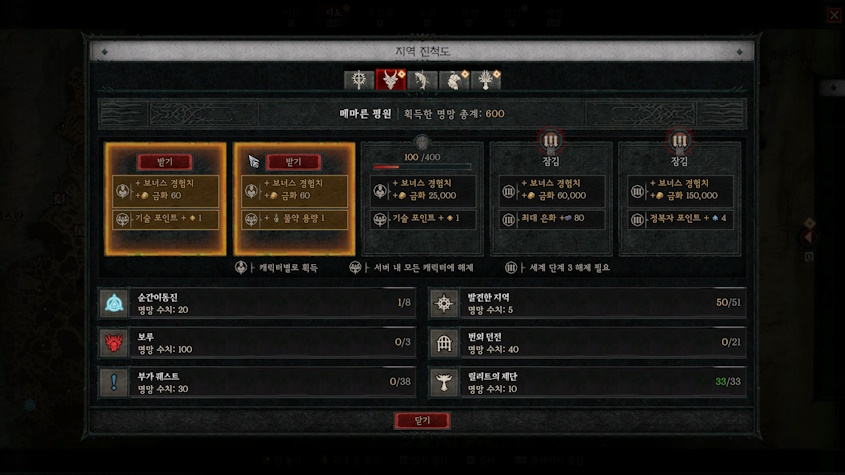 지역 진척도
메마른 평원 | 획득한 명망 총계: 600
받기
+ 보너스 경험치
+ 금화 60
기술 포인트 + 1
받기
+ 보너스 경험치
+ 금화 60
+ 물약 용량 1
100 /400
+ 보너스 경험치
+ 금화 25,000
기술 포인트 + 1
잠김
+ 보너스 경험치
+ 금화 60,000
최대 은화 + 80
잠김
+ 보너스 경험치
+ 금화 150,000
정복자 포인트 + 4
캐릭터별로 획득
서버 내 모든 캐릭터에 해제
세계 단계 3 해제 필요
순간이동진
명망 수치: 20
1/8
발견한 지역
명망 수치: 5
50/51
보루
명망 수치: 100
0/3
번외 던전
명망 수치: 40
0/21
부가 퀘스트
명망 수치: 30
0/38
릴리트의 제단
명망 수치: 10
33/33
닫기